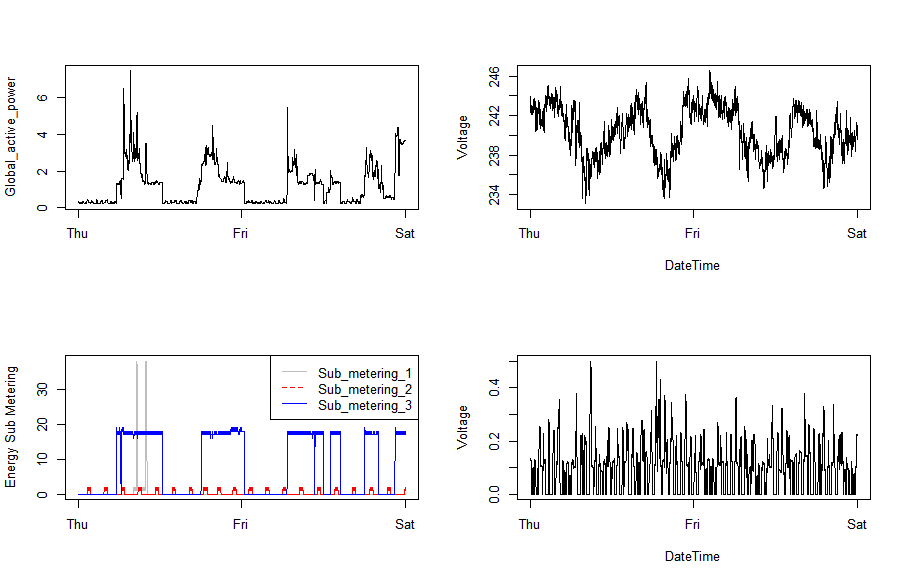 Global_active_power
0 2 4 6
Thu Fri Sat
Voltage
234 238 242 246
Thu Fri Sat
DateTime
Energy Sub Metering
0 10 20 30
Sub_metering_1
Sub_metering_2
Sub_metering_3
Thu Fri Sat
Voltage
0.0 0.2 0.4
Thu Fri Sat
DateTime